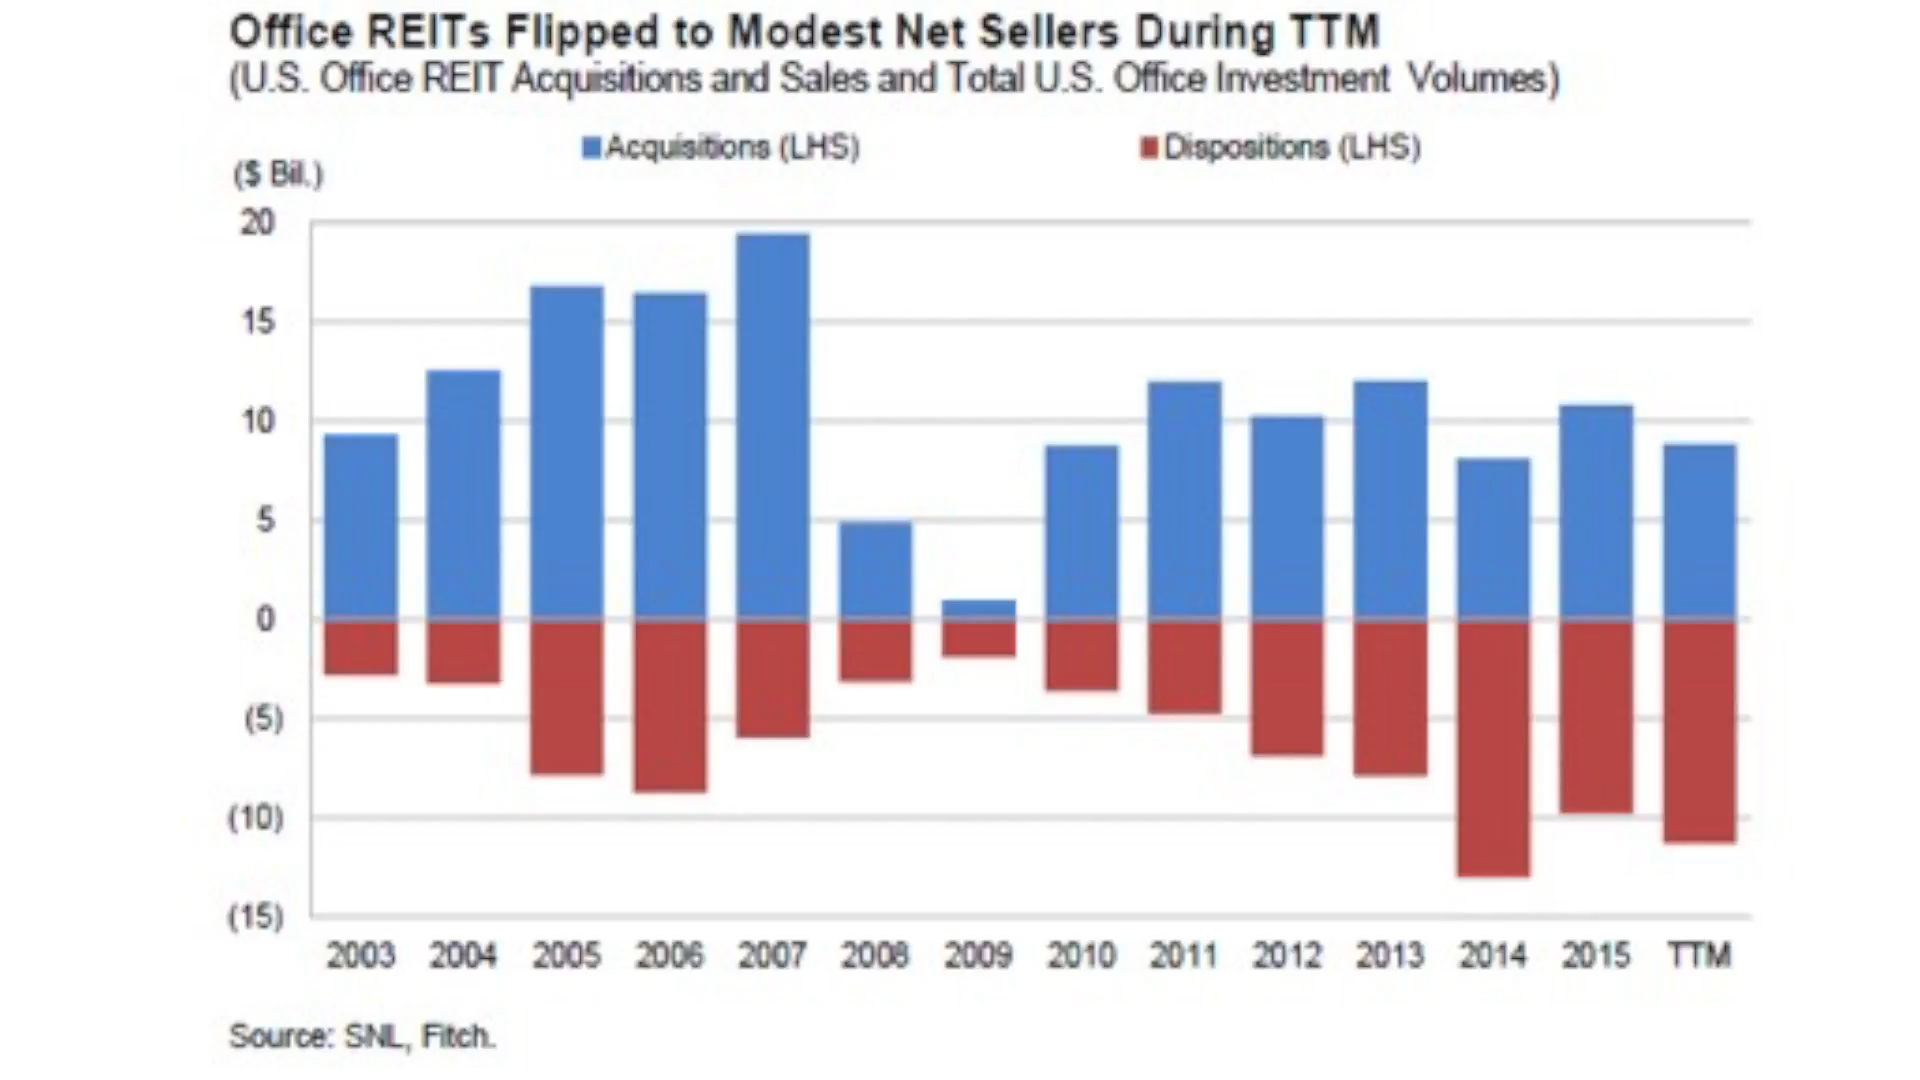 Office REITs Flipped to Modest Net Sellers During TTM
(U.S. Office REIT Acquisitions and Sales and Total U.S. Office Investment Volumes)
Acquisitions (LHS) Dispositions (LHS)
($ Bil.)
20
15
10
5
0
(5)
(10)
(15)
2003 2004 2005 2006 2007 2008 2009 2010 2011 2012 2013 2014 2015 TTM
Source: SNL, Fitch.